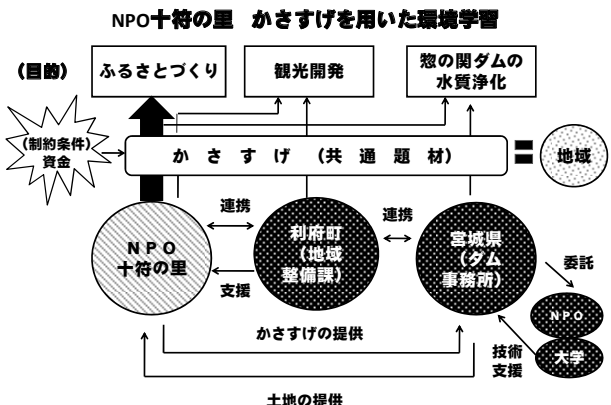 NPO十符の里　かさすげを用いた環境学習
（目的）
ふるさとづくり
観光開発
惣の関ダムの
水質浄化
（制約条件）
資金
かさすげ（共通題材）
地域
連携
連携
NPO
十符の里
利府町
（地域
整備課）
宮城県
（ダム
事務所）
支援
委託
NPO
大学
かさすげの提供
技術
支援
土地の提供